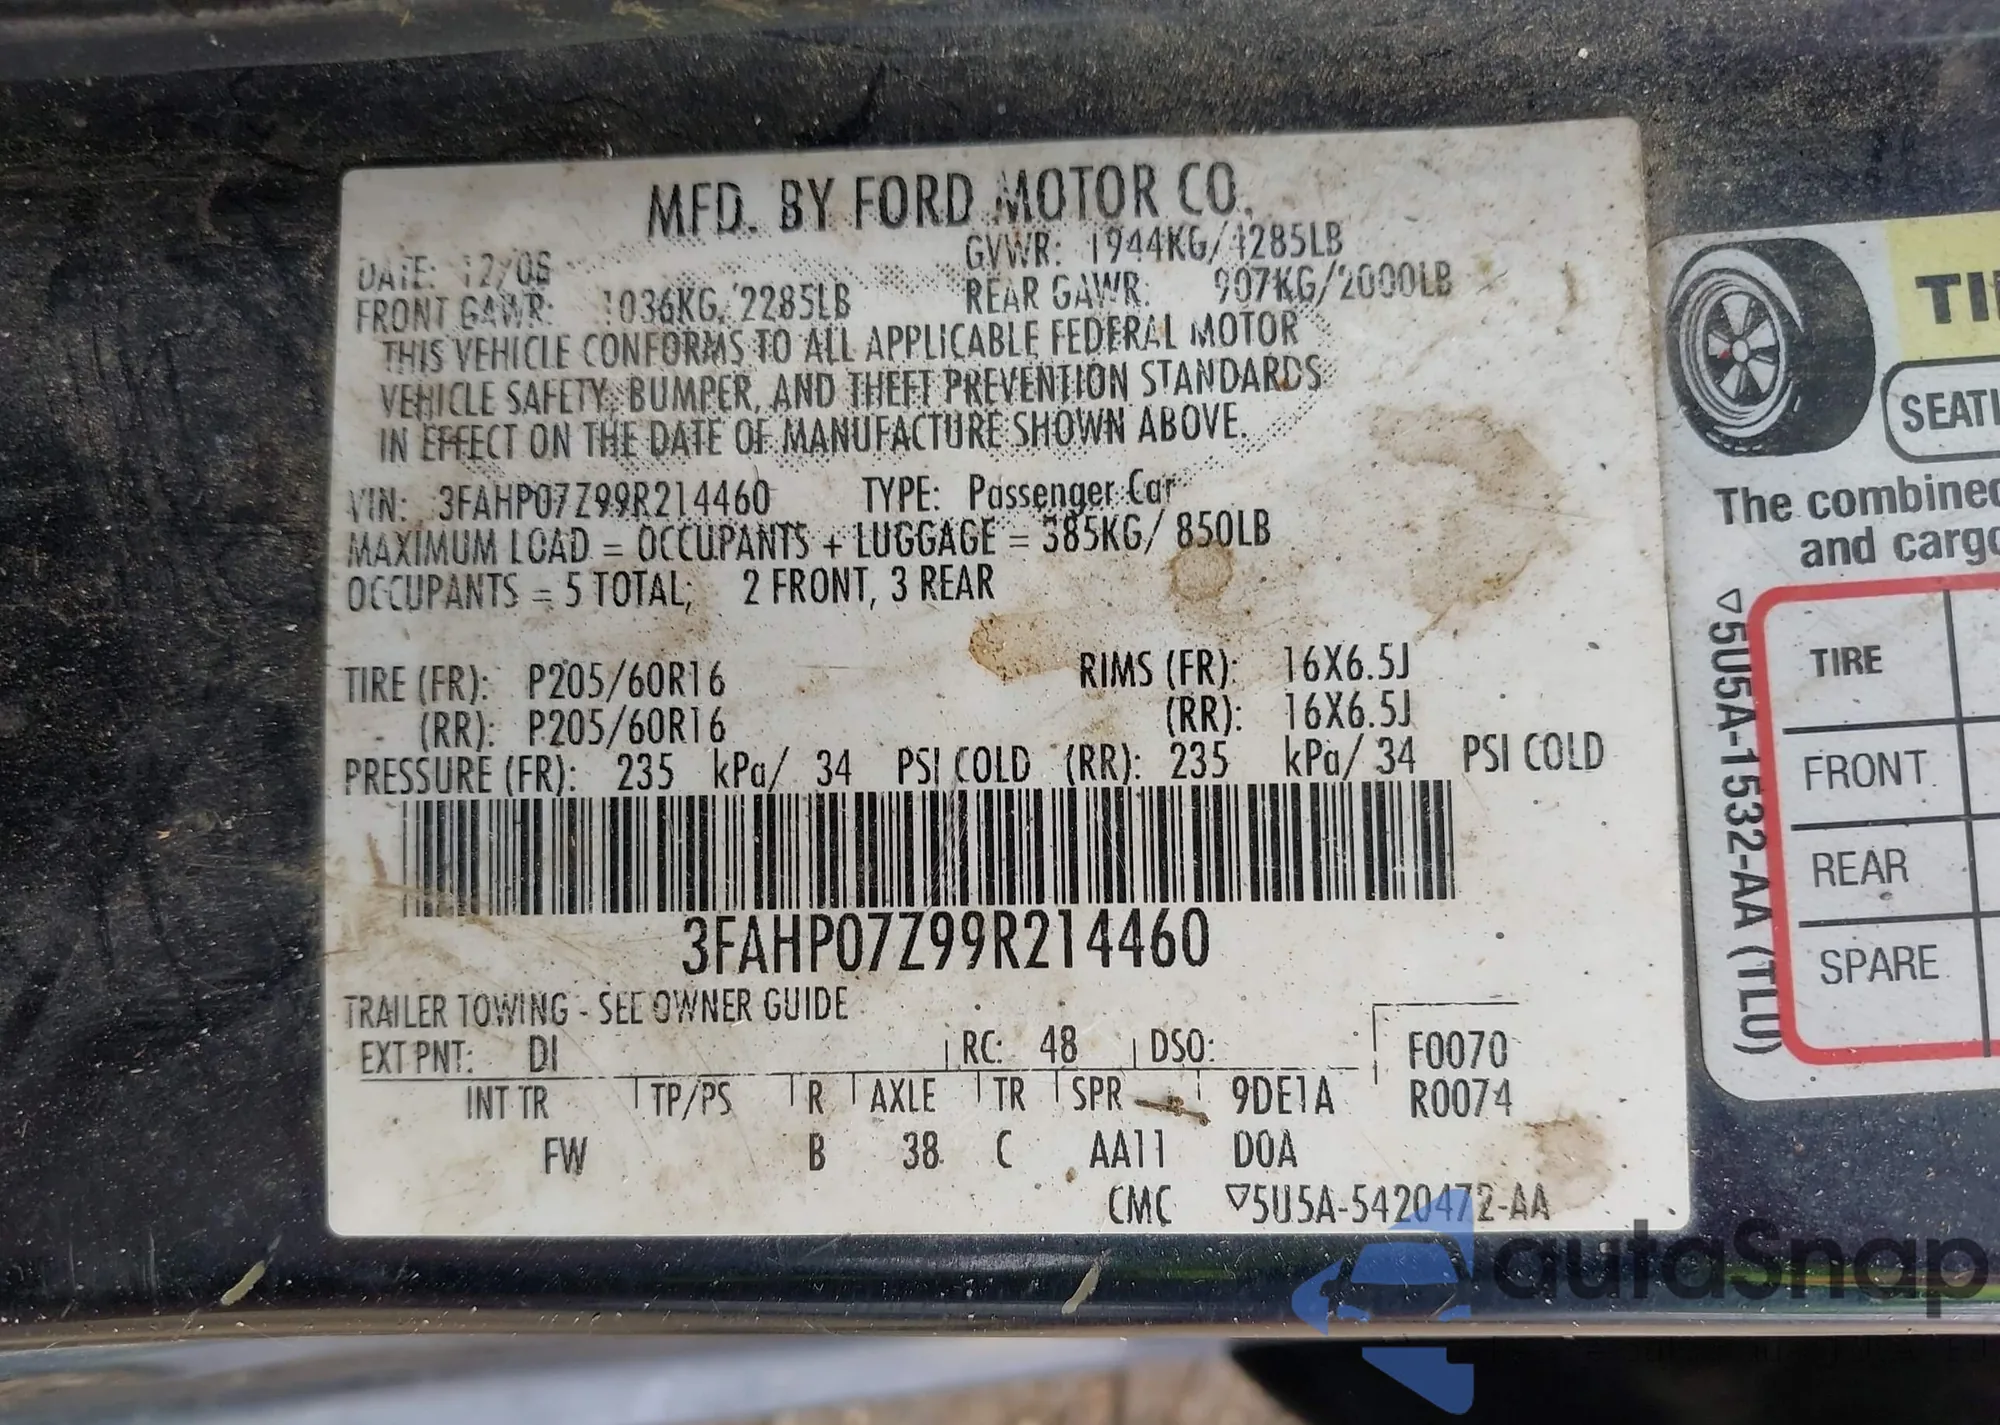 MFD. BY FORD MOTOR CO.
DATE: 12/08 GVWR: 1944KG/4285LB
FRONT GAWR: 1036KG/2285LB REAR GAWR: 907KG/2000LB
THIS VEHICLE CONFORMS TO ALL APPLICABLE FEDERAL MOTOR
VEHICLE SAFETY, BUMPER, AND THEFT PREVENTION STANDARDS
IN EFFECT ON THE DATE OF MANUFACTURE SHOWN ABOVE.
VIN: 3FAHP07Z99R214460 TYPE: Passenger Car
MAXIMUM LOAD = OCCUPANTS + LUGGAGE = 385KG/ 850LB
OCCUPANTS = 5 TOTAL; 2 FRONT, 3 REAR
TIRE (FR): P205/60R16 RIMS (FR): 16X6.5J
(RR): P205/60R16 (RR): 16X6.5J
PRESSURE (FR): 235 kPa/ 34 PSI COLD (RR): 235 kPa/ 34 PSI COLD
3FAHP07Z99R214460
TRAILER TOWING - SEE OWNER GUIDE
EXT PNT: DI RC: 48 DSO: F0070
INT TR TP/PS R AXLE TR SPR 9DE1A R0074
FW B 38 C AA11 D0A
CMC ▽5U5A-5420472-AA
TI
SEATI
The combined
and cargo
TIRE
FRONT
REAR
SPARE
▽5U5A-1532-AA (TLU)
autaSnap